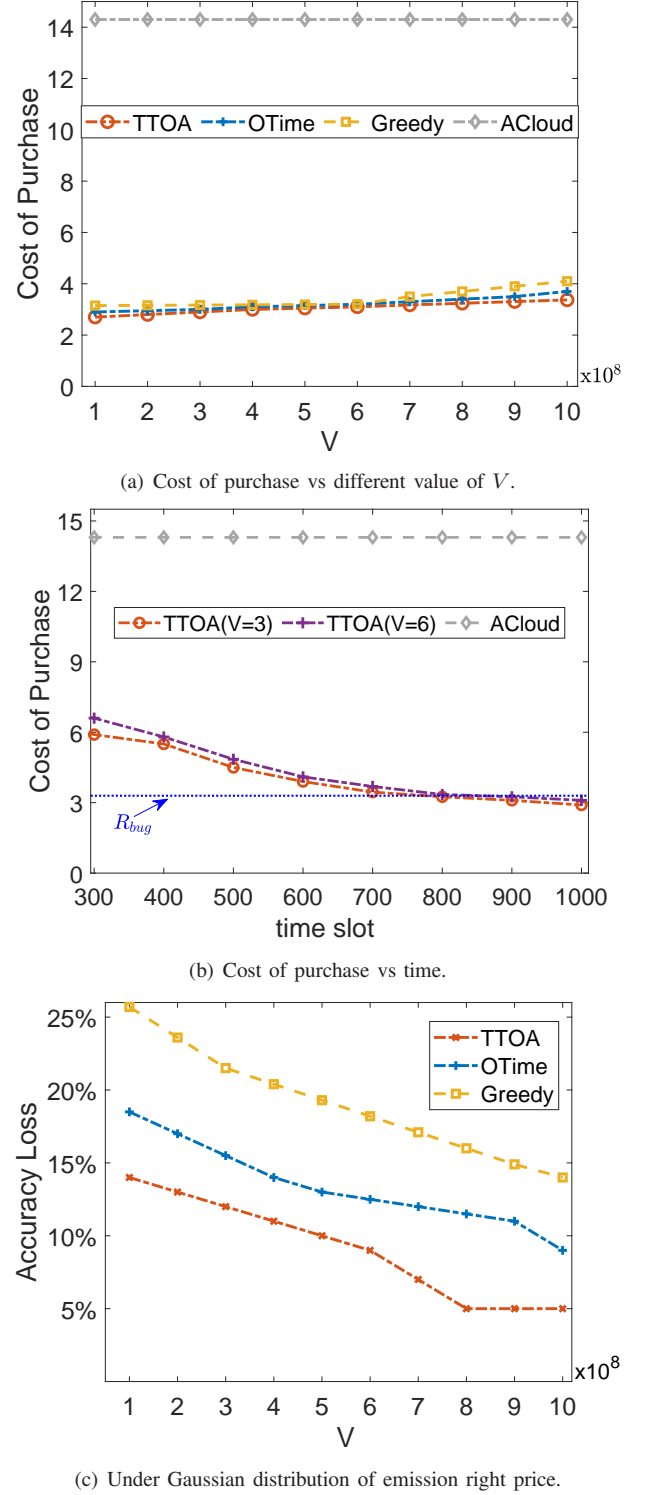 14
12
10
TTOA OTime Greedy ACloud
8
6
4
2
0
Cost of Purchase
x10^8
1 2 3 4 5 6 7 8 9 10
V
(a) Cost of purchase vs different value of V.
15
12
9
6
3
0
Cost of Purchase
TTOA(V=3) TTOA(V=6) ACloud
R_bug
300 400 500 600 700 800 900 1000
time slot
(b) Cost of purchase vs time.
25%
20%
15%
10%
5%
Accuracy Loss
TTOA
OTime
Greedy
x10^8
1 2 3 4 5 6 7 8 9 10
V
(c) Under Gaussian distribution of emission right price.